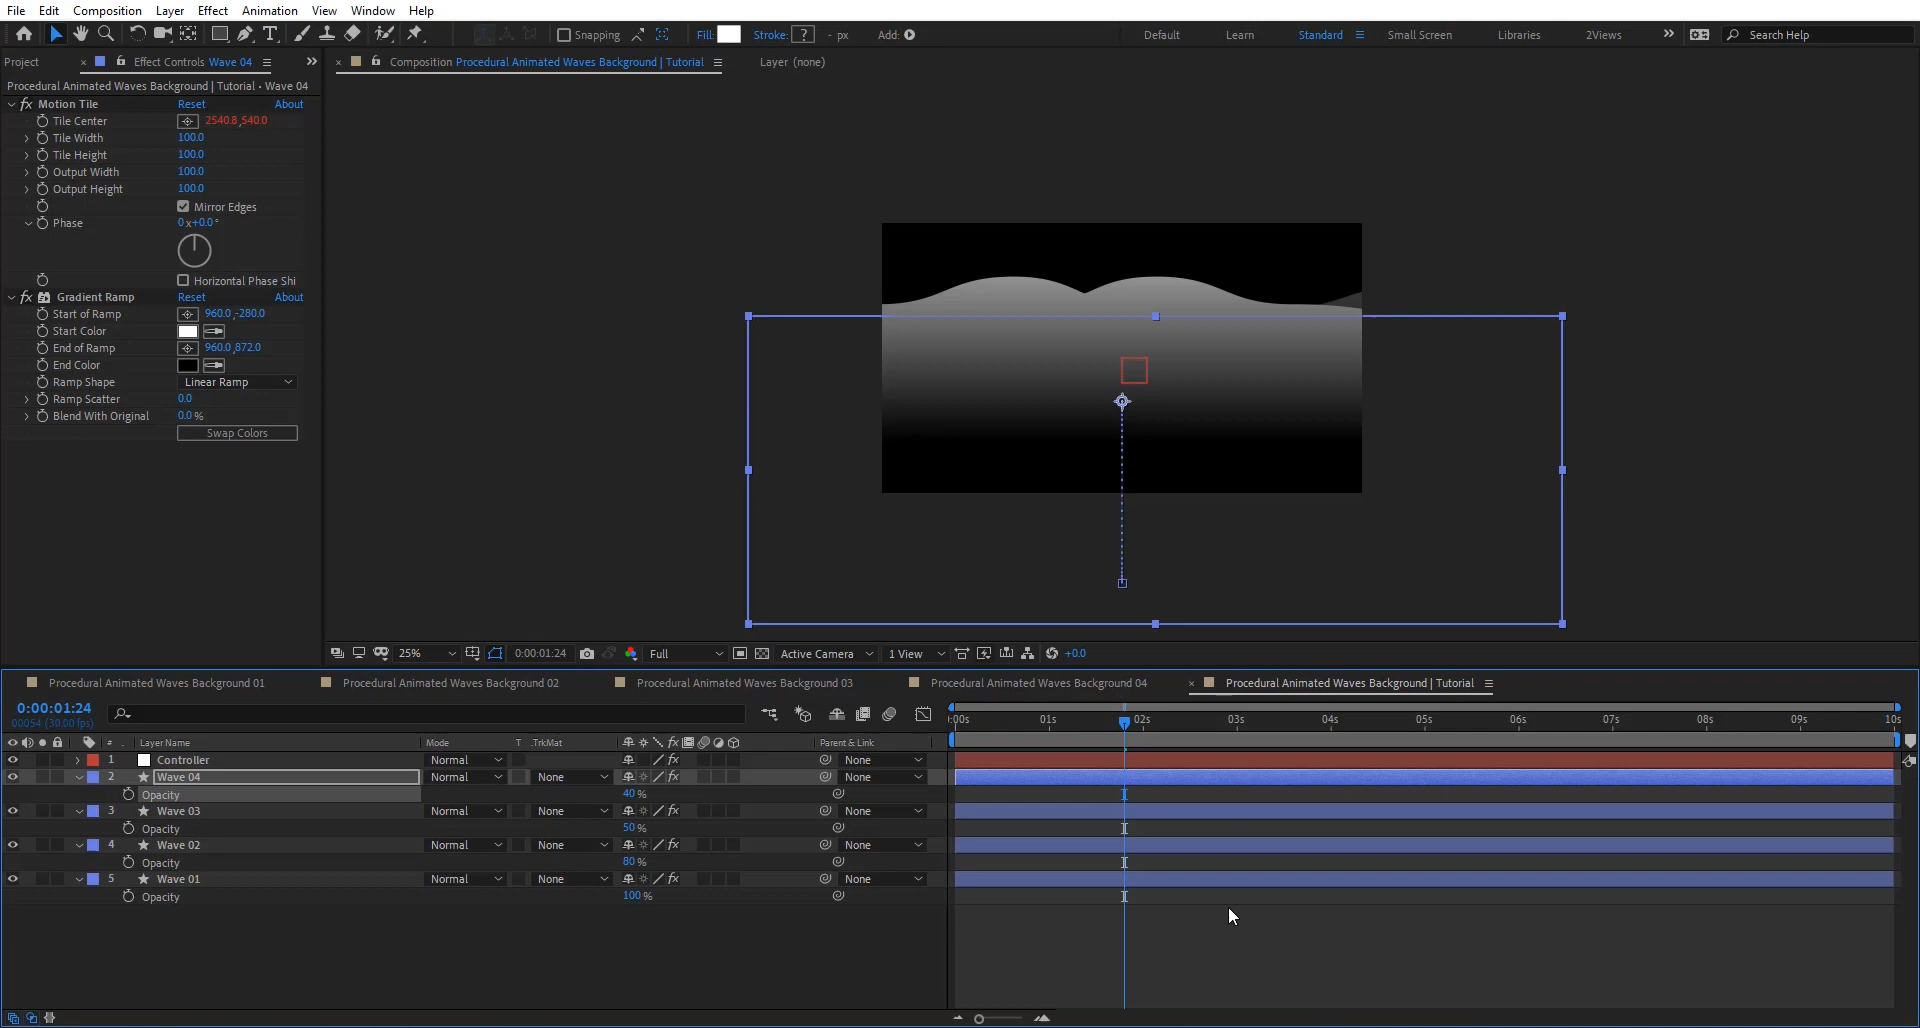 File Edit Composition Layer Effect Animation View Window Help
Snapping Fill: Stroke: ? - px Add: Default Learn Standard Small Screen Libraries 2Views Search Help
Project × Effect Controls Wave 04 × Composition Procedural Animated Waves Background | Tutorial Layer (none)
Procedural Animated Waves Background | Tutorial • Wave 04
fx Motion Tile Reset About
Tile Center 2540.8,540.0
Tile Width 100.0
Tile Height 100.0
Output Width 100.0
Output Height 100.0
Mirror Edges
Phase 0x+0.0°
Horizontal Phase Shi
fx Gradient Ramp Reset About
Start of Ramp 960.0,-280.0
Start Color
End of Ramp 960.0,872.0
End Color
Ramp Shape Linear Ramp
Ramp Scatter 0.0
Blend With Original 0.0%
Swap Colors
25% 0:00:01:24 Full Active Camera 1 View +0.0
Procedural Animated Waves Background 01 Procedural Animated Waves Background 02 Procedural Animated Waves Background 03 Procedural Animated Waves Background 04 × Procedural Animated Waves Background | Tutorial
0:00:01:24
00054 (30.00 fps)
:00s 01s 02s 03s 04s 05s 06s 07s 08s 09s 10s
# . Layer Name Mode T .TrkMat fx Parent & Link
1 Controller Normal fx None
2 Wave 04 Normal None fx None
Opacity 40%
3 Wave 03 Normal None fx None
Opacity 50%
4 Wave 02 Normal None fx None
Opacity 80%
5 Wave 01 Normal None fx None
Opacity 100%